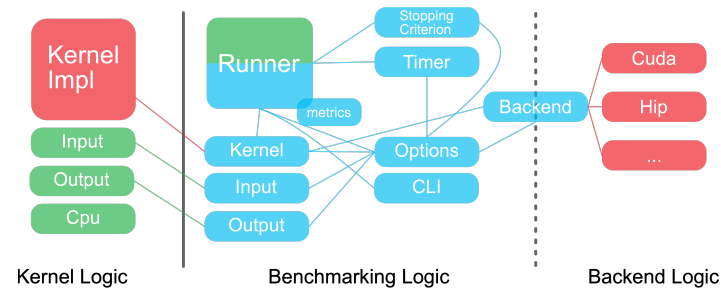 Kernel
Impl
Input
Output
Cpu
Kernel Logic
Runner
metrics
Kernel
Input
Output
Stopping
Criterion
Timer
Options
CLI
Benchmarking Logic
Backend
Cuda
Hip
...
Backend Logic